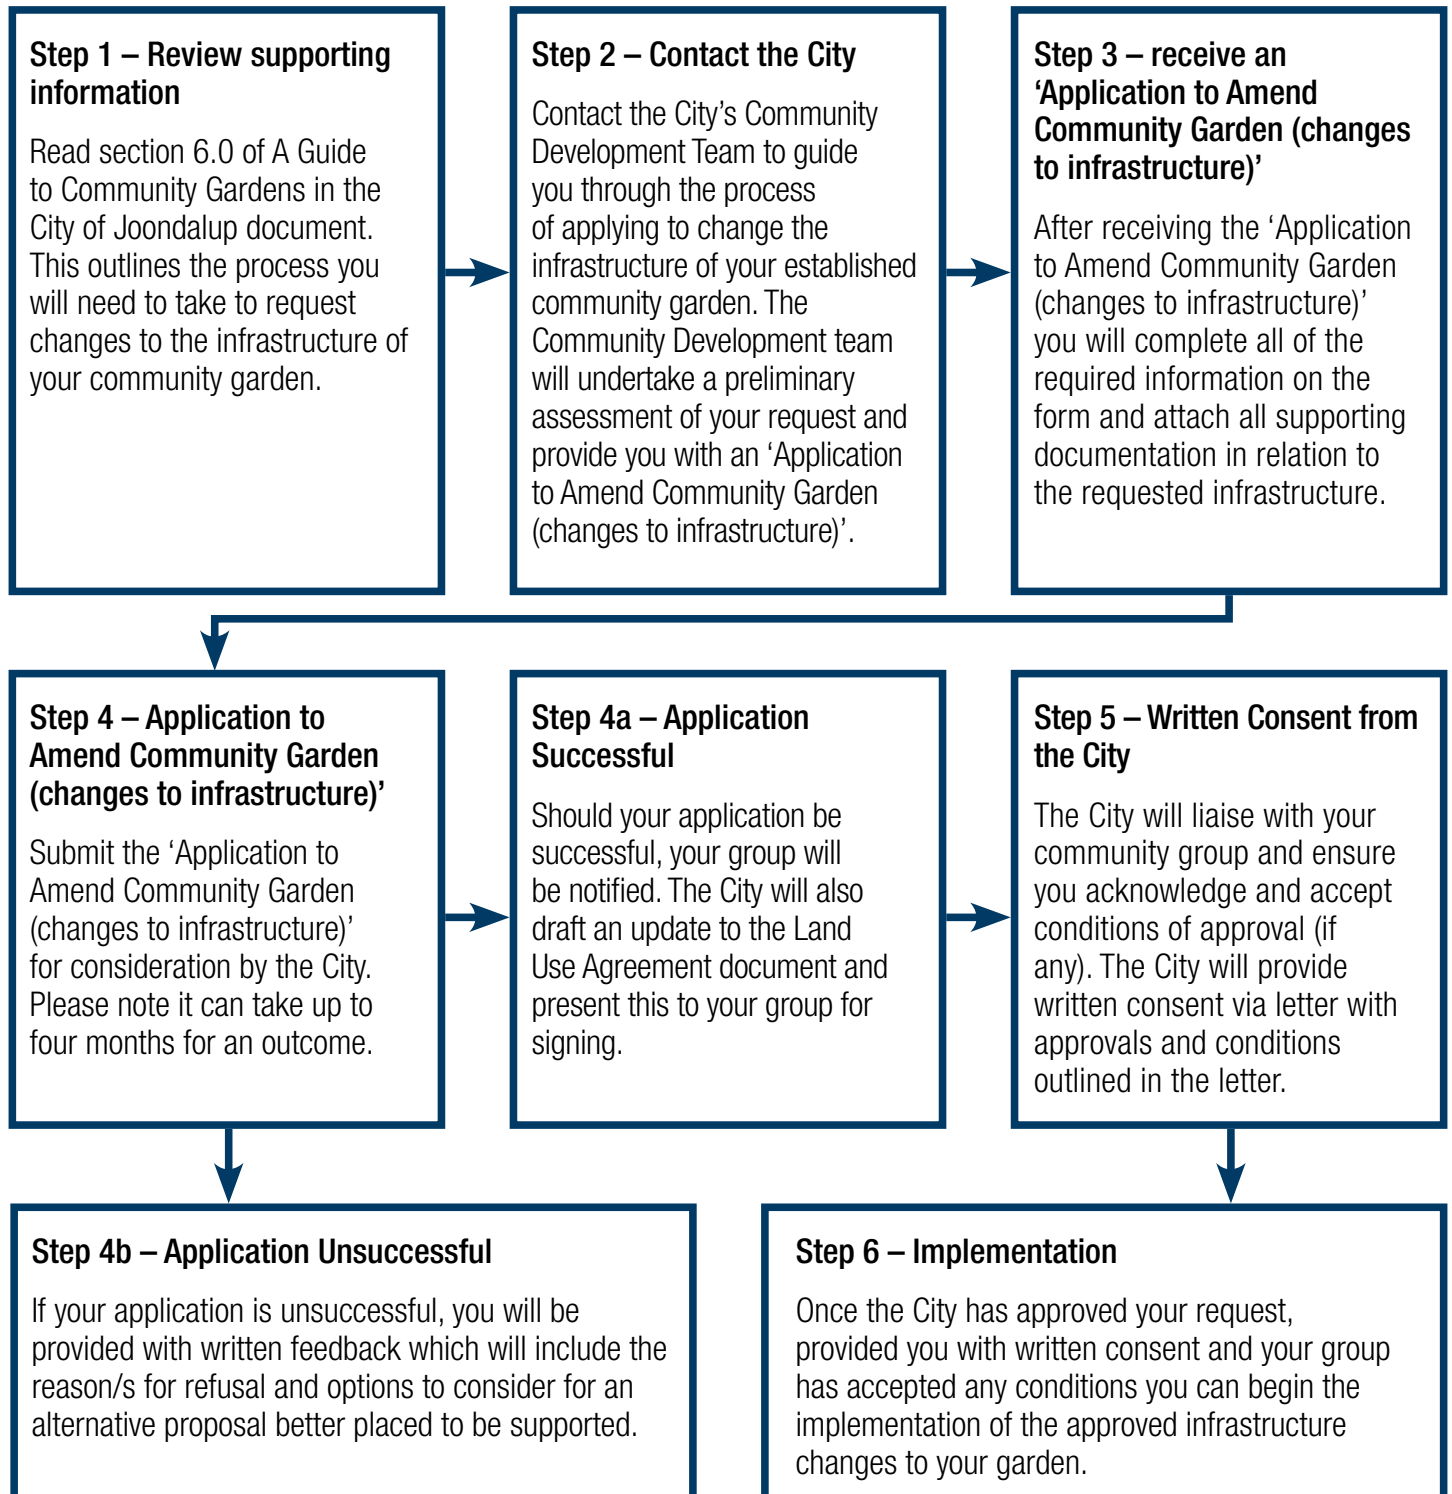 Step 1 – Review supporting
information
Read section 6.0 of A Guide
to Community Gardens in the
City of Joondalup document.
This outlines the process you
will need to take to request
changes to the infrastructure of
your community garden.
Step 2 – Contact the City
Contact the City’s Community
Development Team to guide
you through the process
of applying to change the
infrastructure of your established
community garden. The
Community Development team
will undertake a preliminary
assessment of your request and
provide you with an ‘Application
to Amend Community Garden
(changes to infrastructure)’.
Step 3 – receive an
‘Application to Amend
Community Garden (changes
to infrastructure)’
After receiving the ‘Application
to Amend Community Garden
(changes to infrastructure)’
you will complete all of the
required information on the
form and attach all supporting
documentation in relation to
the requested infrastructure.
Step 4 – Application to
Amend Community Garden
(changes to infrastructure)’
Submit the ‘Application to
Amend Community Garden
(changes to infrastructure)’
for consideration by the City.
Please note it can take up to
four months for an outcome.
Step 4a – Application
Successful
Should your application be
successful, your group will
be notified. The City will also
draft an update to the Land
Use Agreement document and
present this to your group for
signing.
Step 5 – Written Consent from
the City
The City will liaise with your
community group and ensure
you acknowledge and accept
conditions of approval (if
any). The City will provide
written consent via letter with
approvals and conditions
outlined in the letter.
Step 4b – Application Unsuccessful
If your application is unsuccessful, you will be
provided with written feedback which will include the
reason/s for refusal and options to consider for an
alternative proposal better placed to be supported.
Step 6 – Implementation
Once the City has approved your request,
provided you with written consent and your group
has accepted any conditions you can begin the
implementation of the approved infrastructure
changes to your garden.